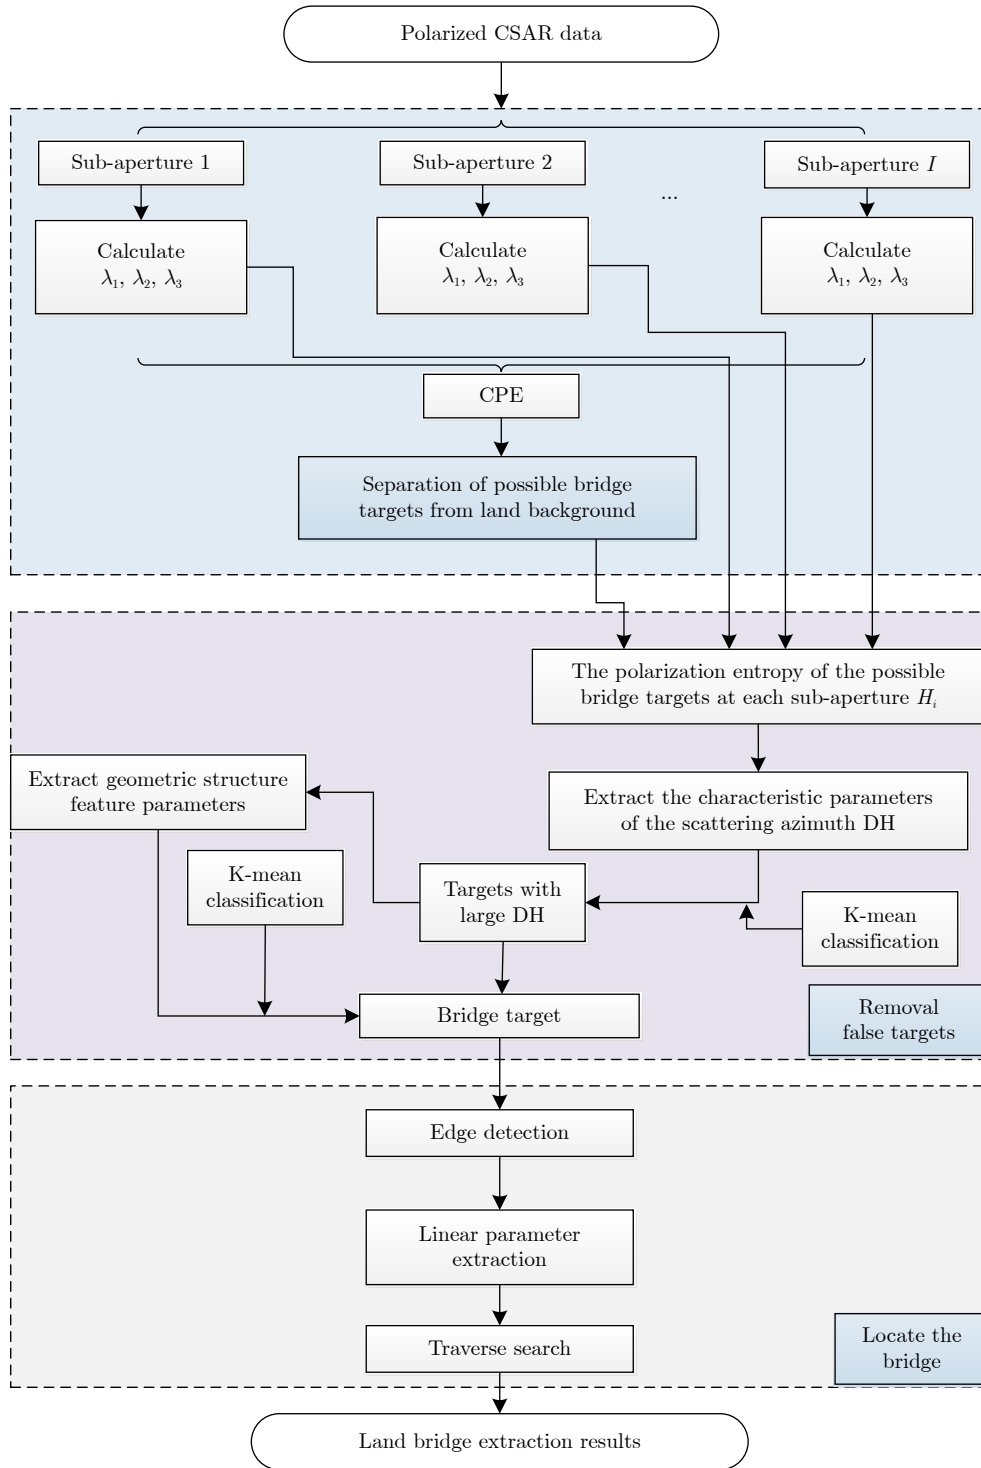 Polarized CSAR data
Sub-aperture 1
Sub-aperture 2
...
Sub-aperture I
Calculate
λ₁, λ₂, λ₃
Calculate
λ₁, λ₂, λ₃
Calculate
λ₁, λ₂, λ₃
CPE
Separation of possible bridge
targets from land background
The polarization entropy of the possible
bridge targets at each sub-aperture Hᵢ
Extract geometric structure
feature parameters
Extract the characteristic parameters
of the scattering azimuth DH
K-mean
classification
Targets with
large DH
K-mean
classification
Bridge target
Removal
false targets
Edge detection
Linear parameter
extraction
Traverse search
Locate the
bridge
Land bridge extraction results